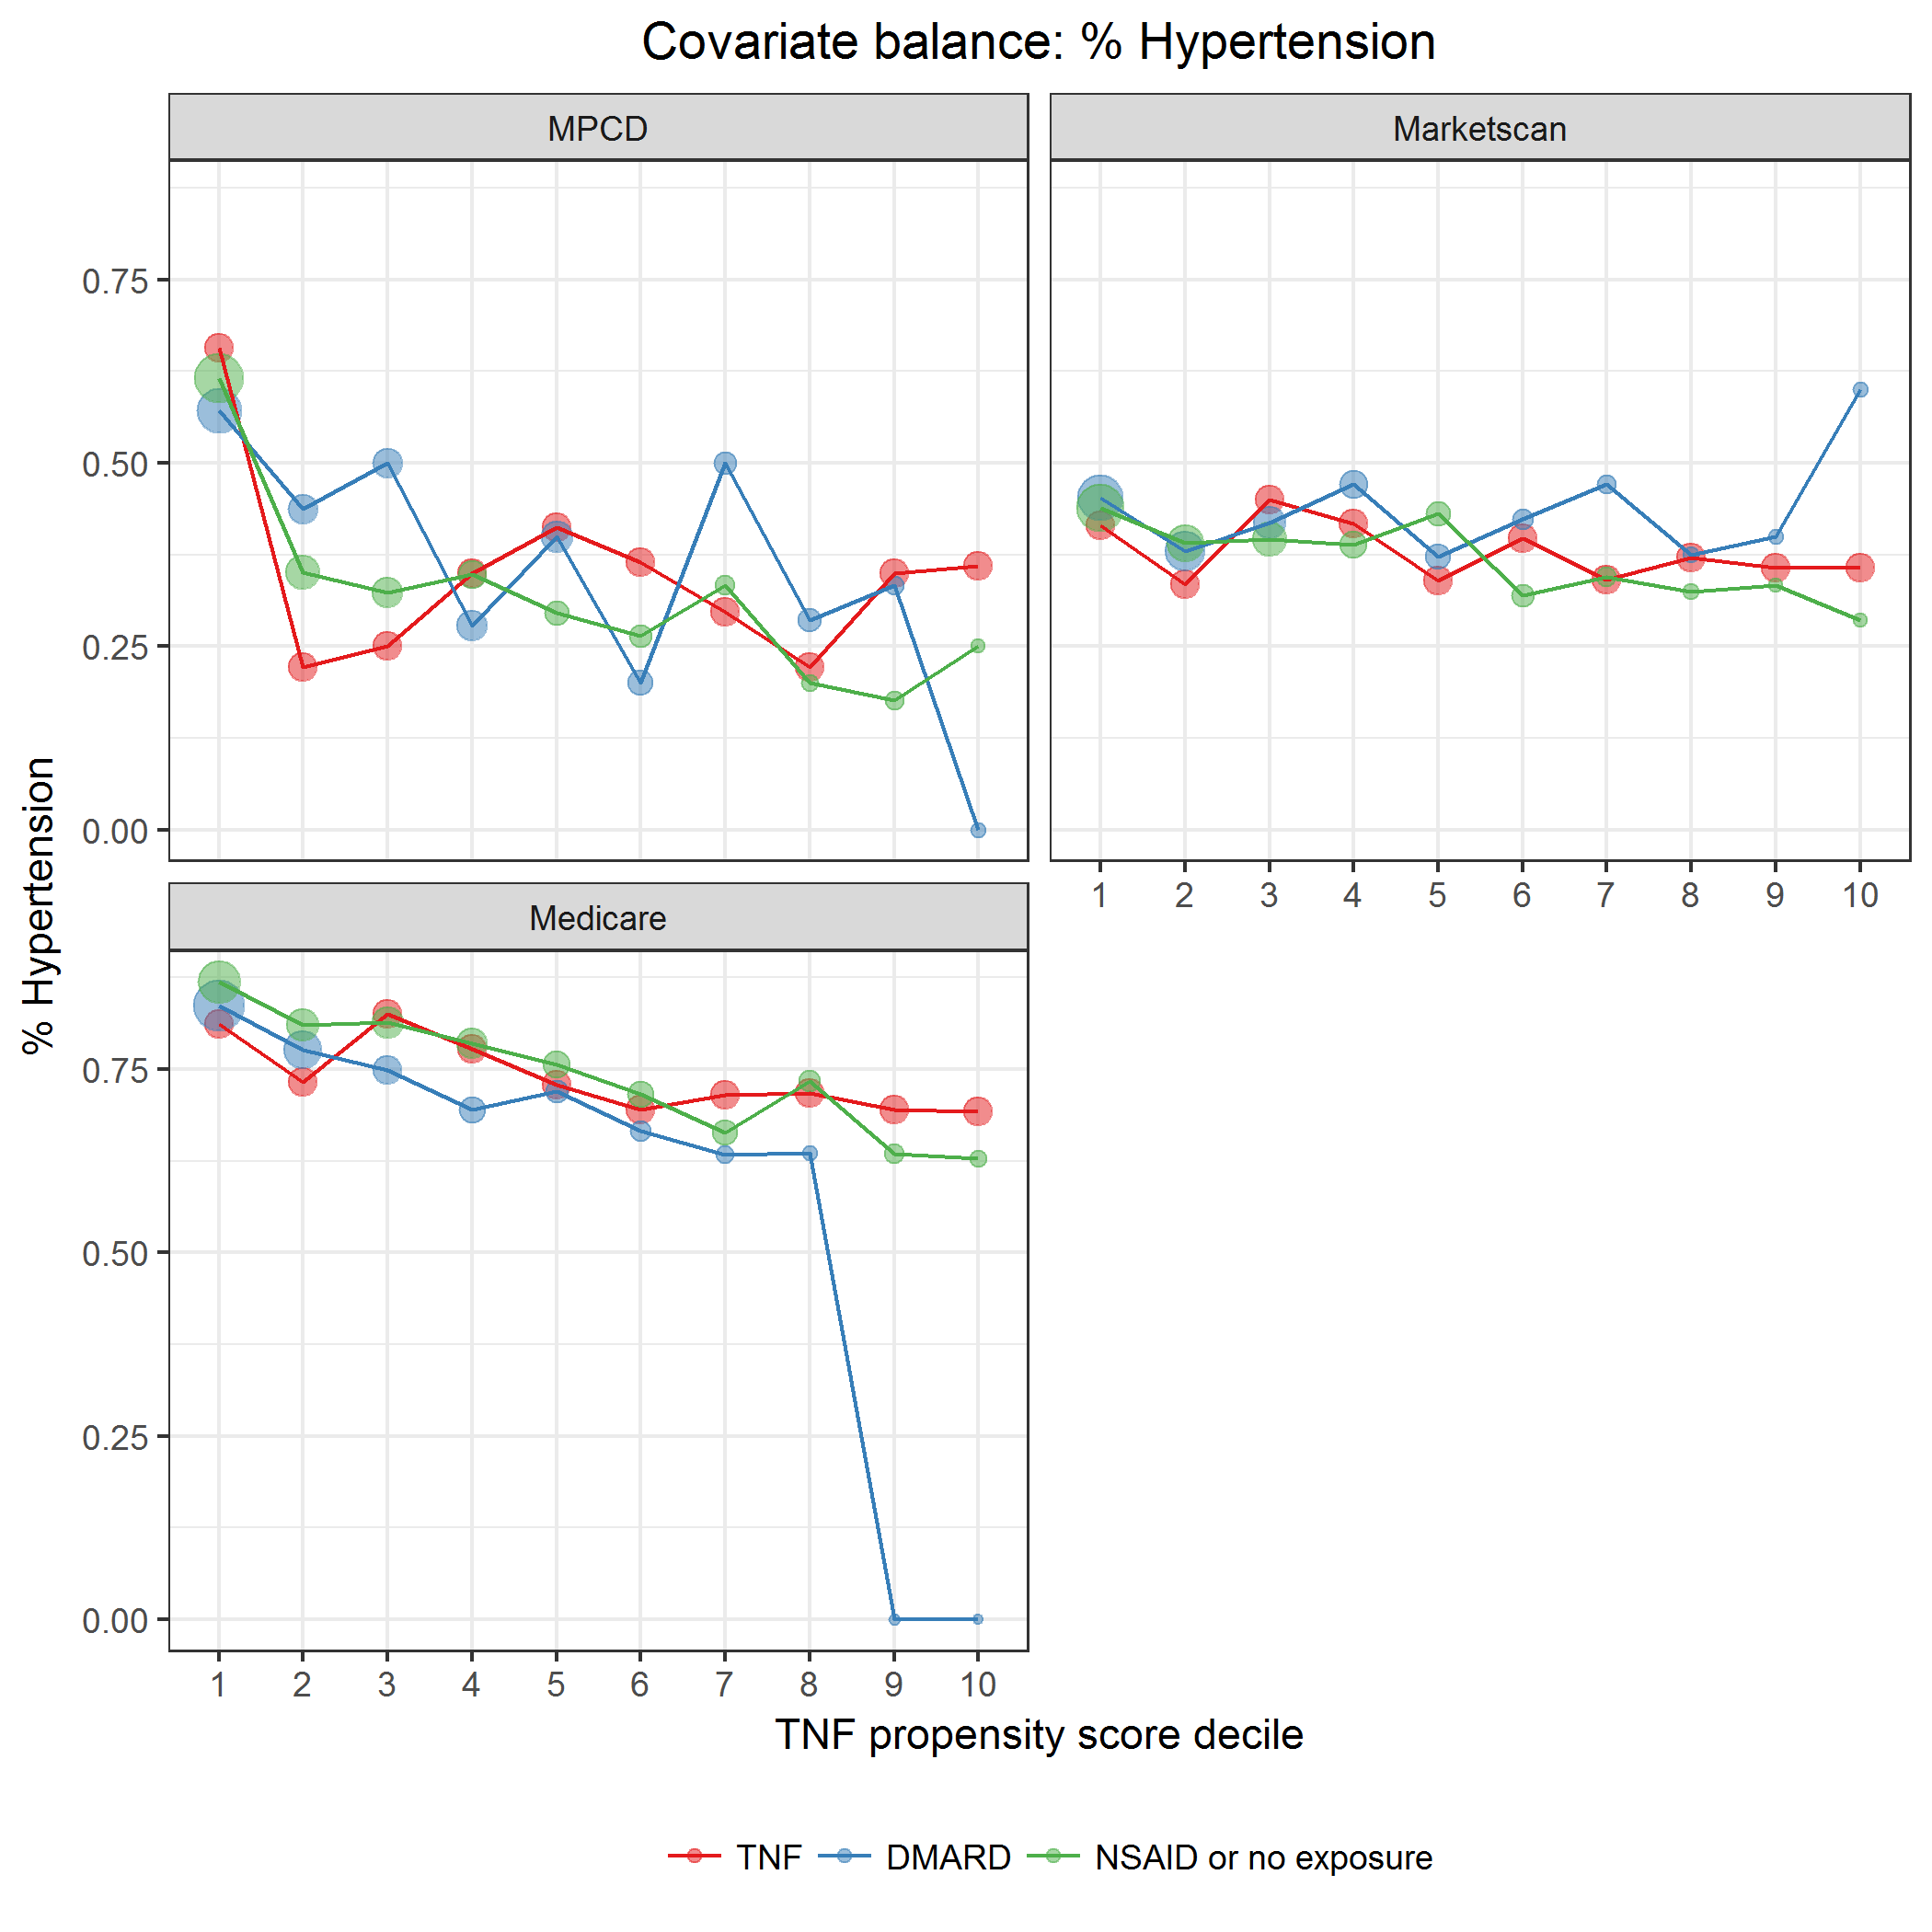 Covariate balance: % Hypertension
MPCD
Marketscan
0.75
0.50
0.25
0.00
1 2 3 4 5 6 7 8 9 10
Medicare
0.75
0.50
0.25
0.00
1 2 3 4 5 6 7 8 9 10
% Hypertension
TNF propensity score decile
TNF DMARD NSAID or no exposure